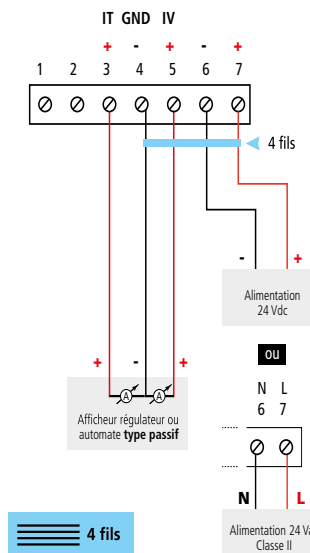 IT GND IV
+ - + - +
1 2 3 4 5 6 7
4 fils
- +
Alimentation
24 Vdc
+ - +
A A
Afficheur régulateur ou
automate type passif
ou
N L
6 7
N L
4 fils
Alimentation 24 Va
Classe II